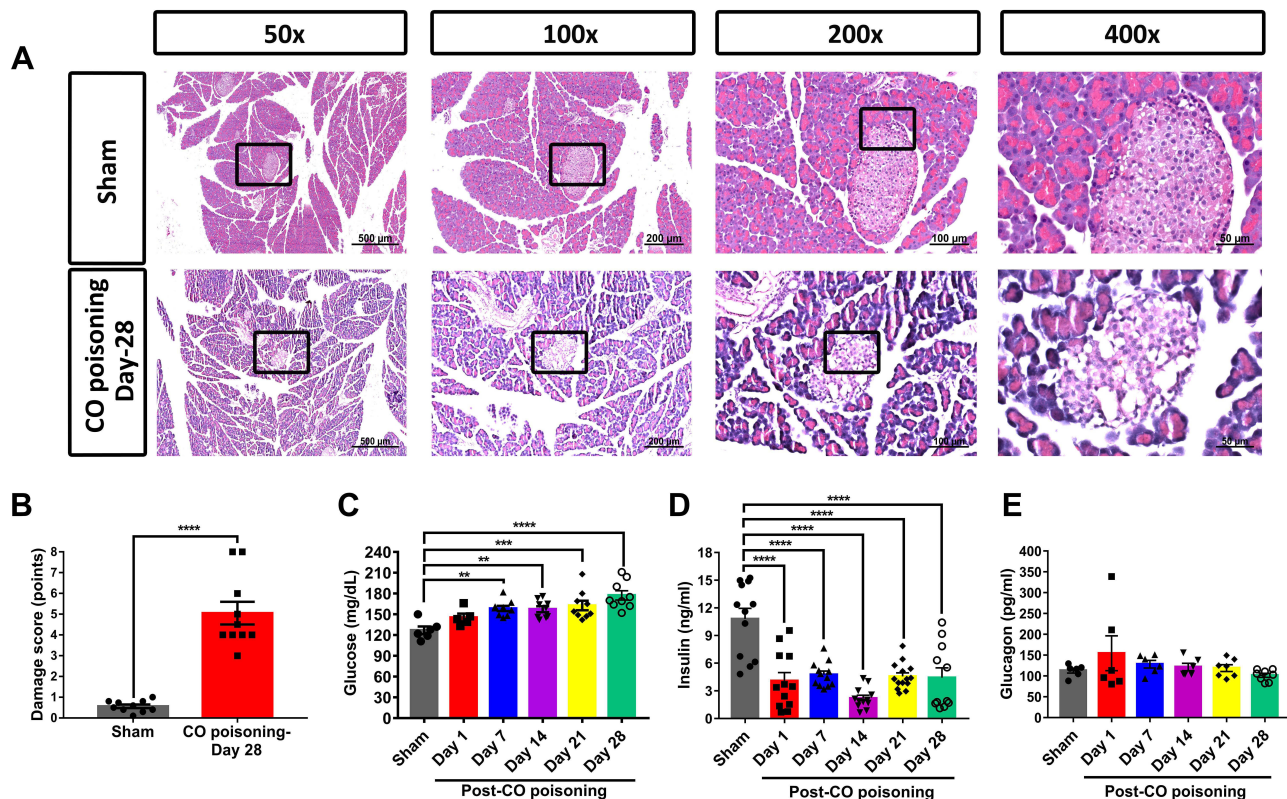 50x
100x
200x
400x
A
Sham
500 µm
200 µm
100 µm
50 µm
CO poisoning
Day-28
500 µm
200 µm
100 µm
50 µm
B
****
Damage score (points)
8
7
6
5
4
3
2
1
0
Sham
CO poisoning-
Day 28
C
****
***
**
**
Glucose (mg/dL)
240
210
180
150
120
90
60
30
0
Sham
Day 1
Day 7
Day 14
Day 21
Day 28
Post-CO poisoning
D
****
****
****
****
****
Insulin (ng/ml)
18
15
12
9
6
3
0
Sham
Day 1
Day 7
Day 14
Day 21
Day 28
Post-CO poisoning
E
Glucagon (pg/ml)
400
350
300
250
200
150
100
50
0
Sham
Day 1
Day 7
Day 14
Day 21
Day 28
Post-CO poisoning